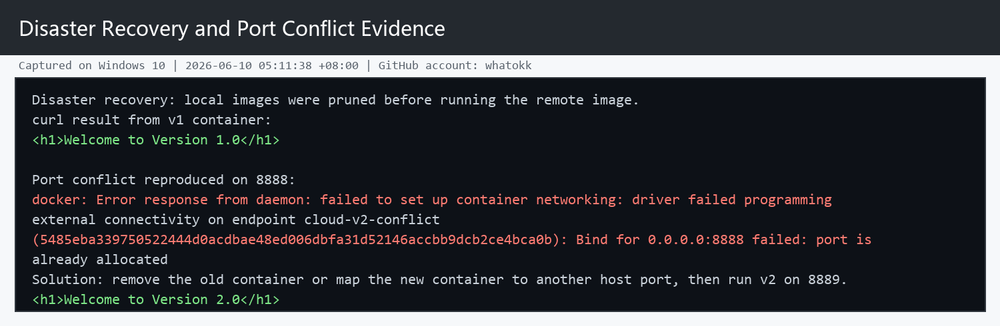 Disaster Recovery and Port Conflict Evidence
Captured on Windows 10 | 2026-06-10 05:11:38 +08:00 | GitHub account: whatokk
Disaster recovery: local images were pruned before running the remote image.
curl result from v1 container:
<h1>Welcome to Version 1.0</h1>
Port conflict reproduced on 8888:
docker: Error response from daemon: failed to set up container networking: driver failed programming
external connectivity on endpoint cloud-v2-conflict
(5485eba339750522444d0acdbae48ed006dbfa31d52146accbb9dcb2ce4bca0b): Bind for 0.0.0.0:8888 failed: port is
already allocated
Solution: remove the old container or map the new container to another host port, then run v2 on 8889.
<h1>Welcome to Version 2.0</h1>